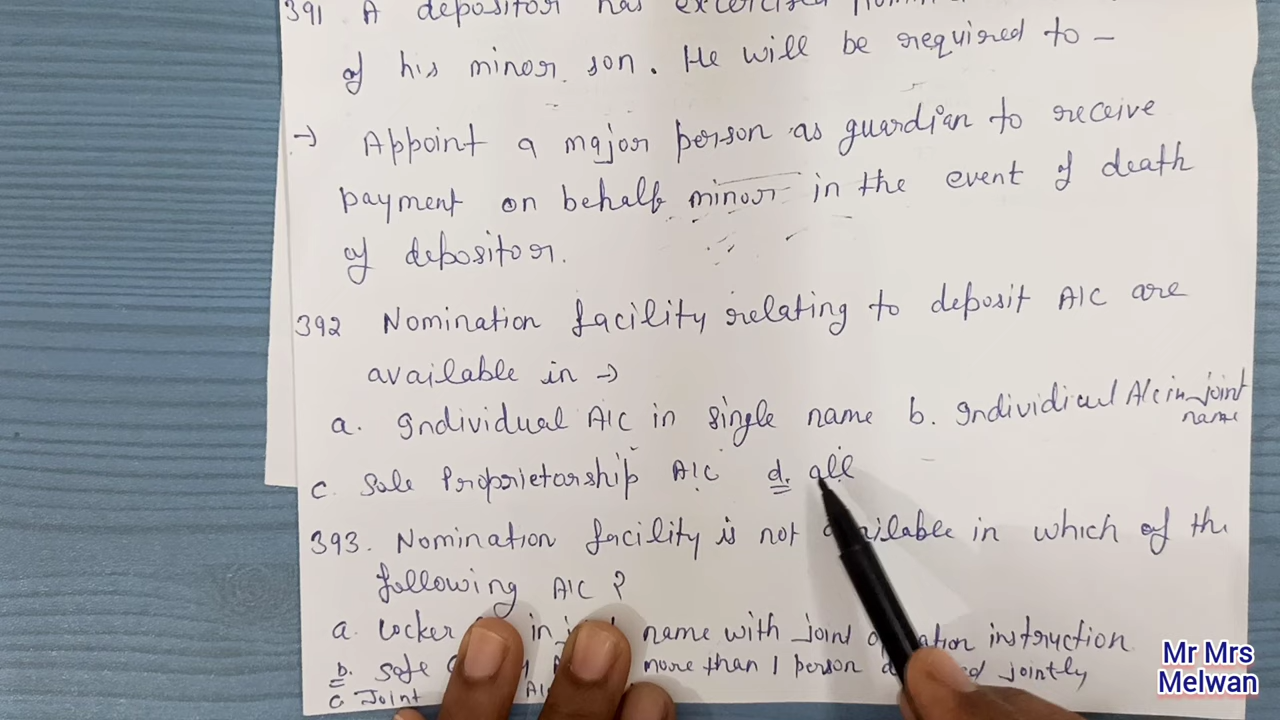 391 A depositor has exercised
of his minor son. He will be required to –
→ Appoint a major person as guardian to receive
payment on behalf minor in the event of death
of depositor.
392 Nomination facility relating to deposit A/C are
available in →
a. Individual A/C in single name b. Individical A/c in joint name
c. Sole Proprietorship A/C d. all
393. Nomination facility is not available in which of the
following A/C ?
a. Locker in name with joint operation instruction
b. Safe more than 1 person jointly
c Joint A/C
Mr Mrs
Melwan